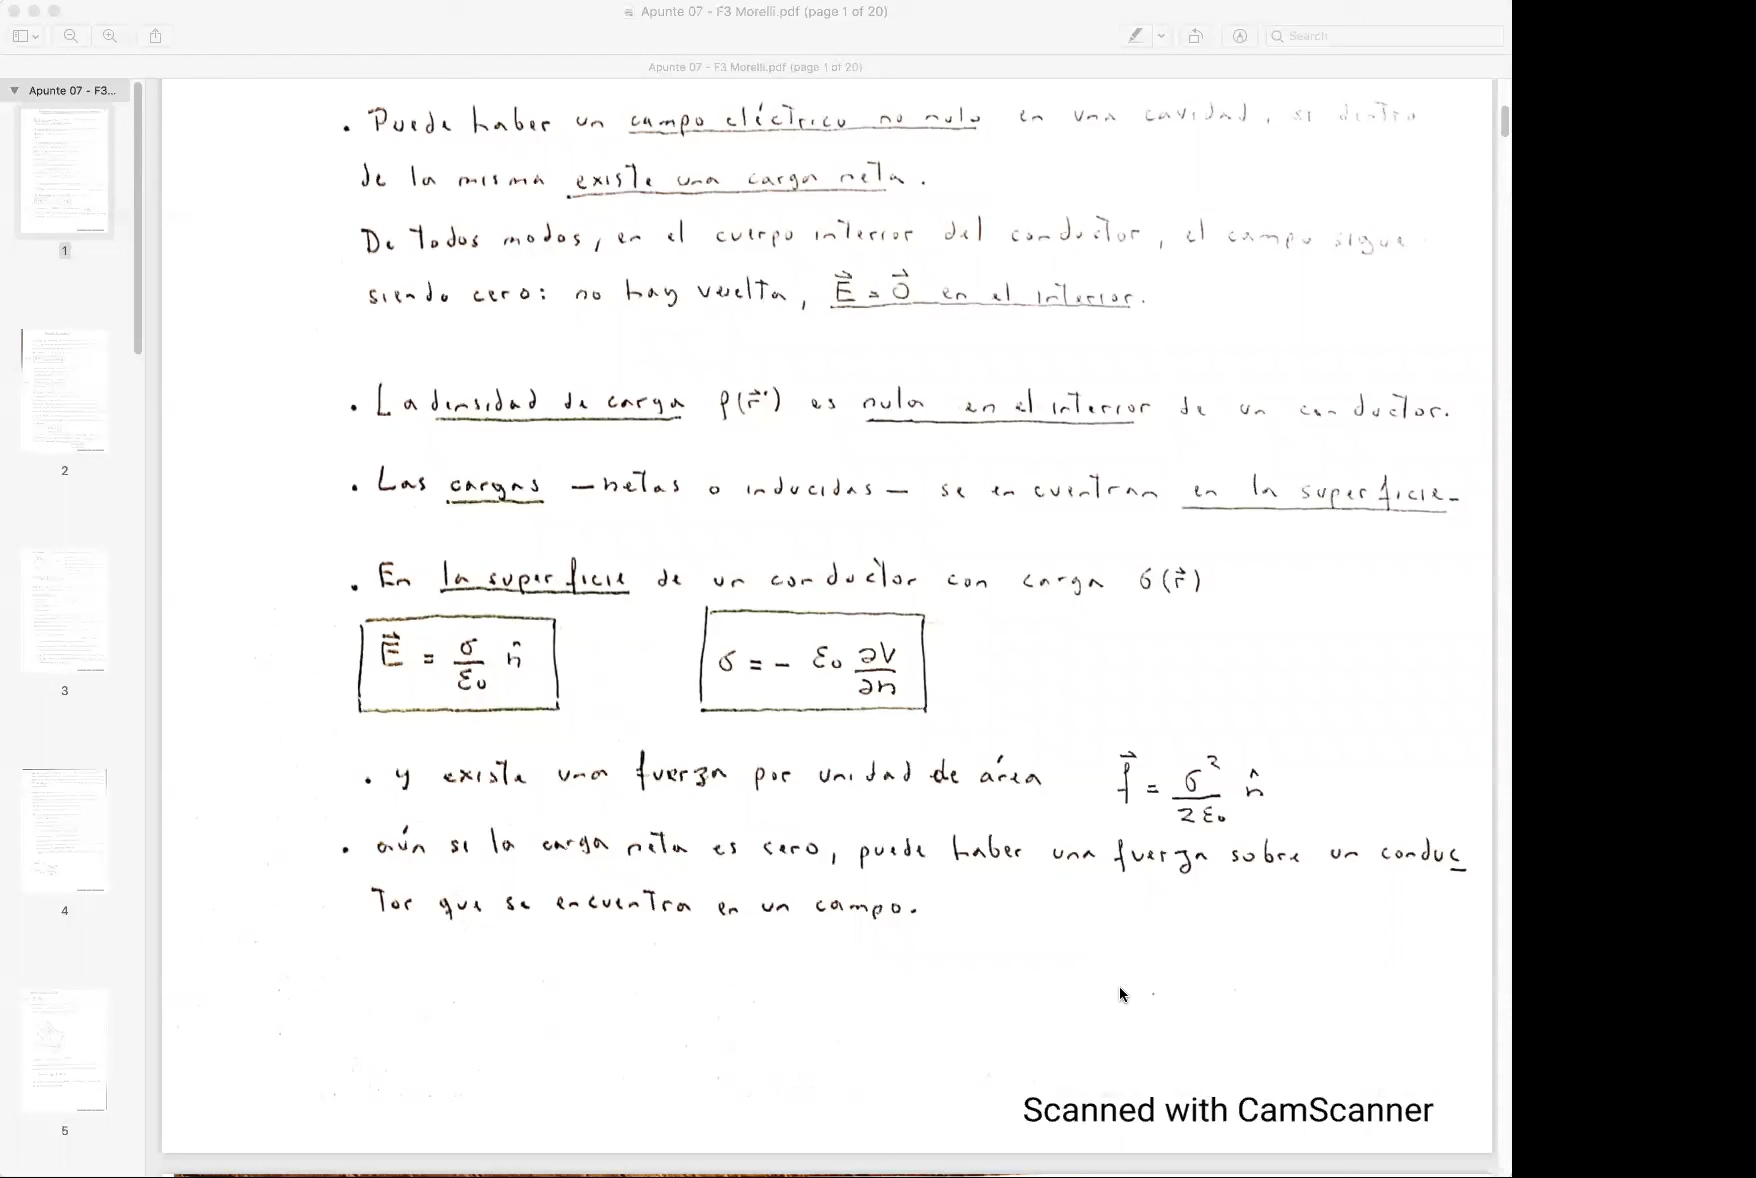 Apunte 07 - F3 Morelli.pdf (page 1 of 20)
Search
Apunte 07 - F3 Morelli.pdf (page 1 of 20)
Apunte 07 - F3...
1
2
3
4
5
• Puede haber un campo eléctrico no nulo en una cavidad, si dentro
de la misma existe una carga neta.
De todos modos, en el cuerpo interior del conductor, el campo sigue
siendo cero: no hay vuelta, E⃗ = 0⃗ en el interior.
• La densidad de carga ρ(r⃗') es nula en el interior de un conductor.
• Las cargas — netas o inducidas — se encuentran en la superficie-
• En la superficie de un conductor con carga σ(r⃗)
E⃗ = σ/ε₀ n̂
σ = - ε₀ ∂V/∂n
• y existe una fuerza por unidad de área f⃗ = σ²/2ε₀ n̂
• aún si la carga neta es cero, puede haber una fuerza sobre un conduc
tor que se encuentra en un campo.
Scanned with CamScanner